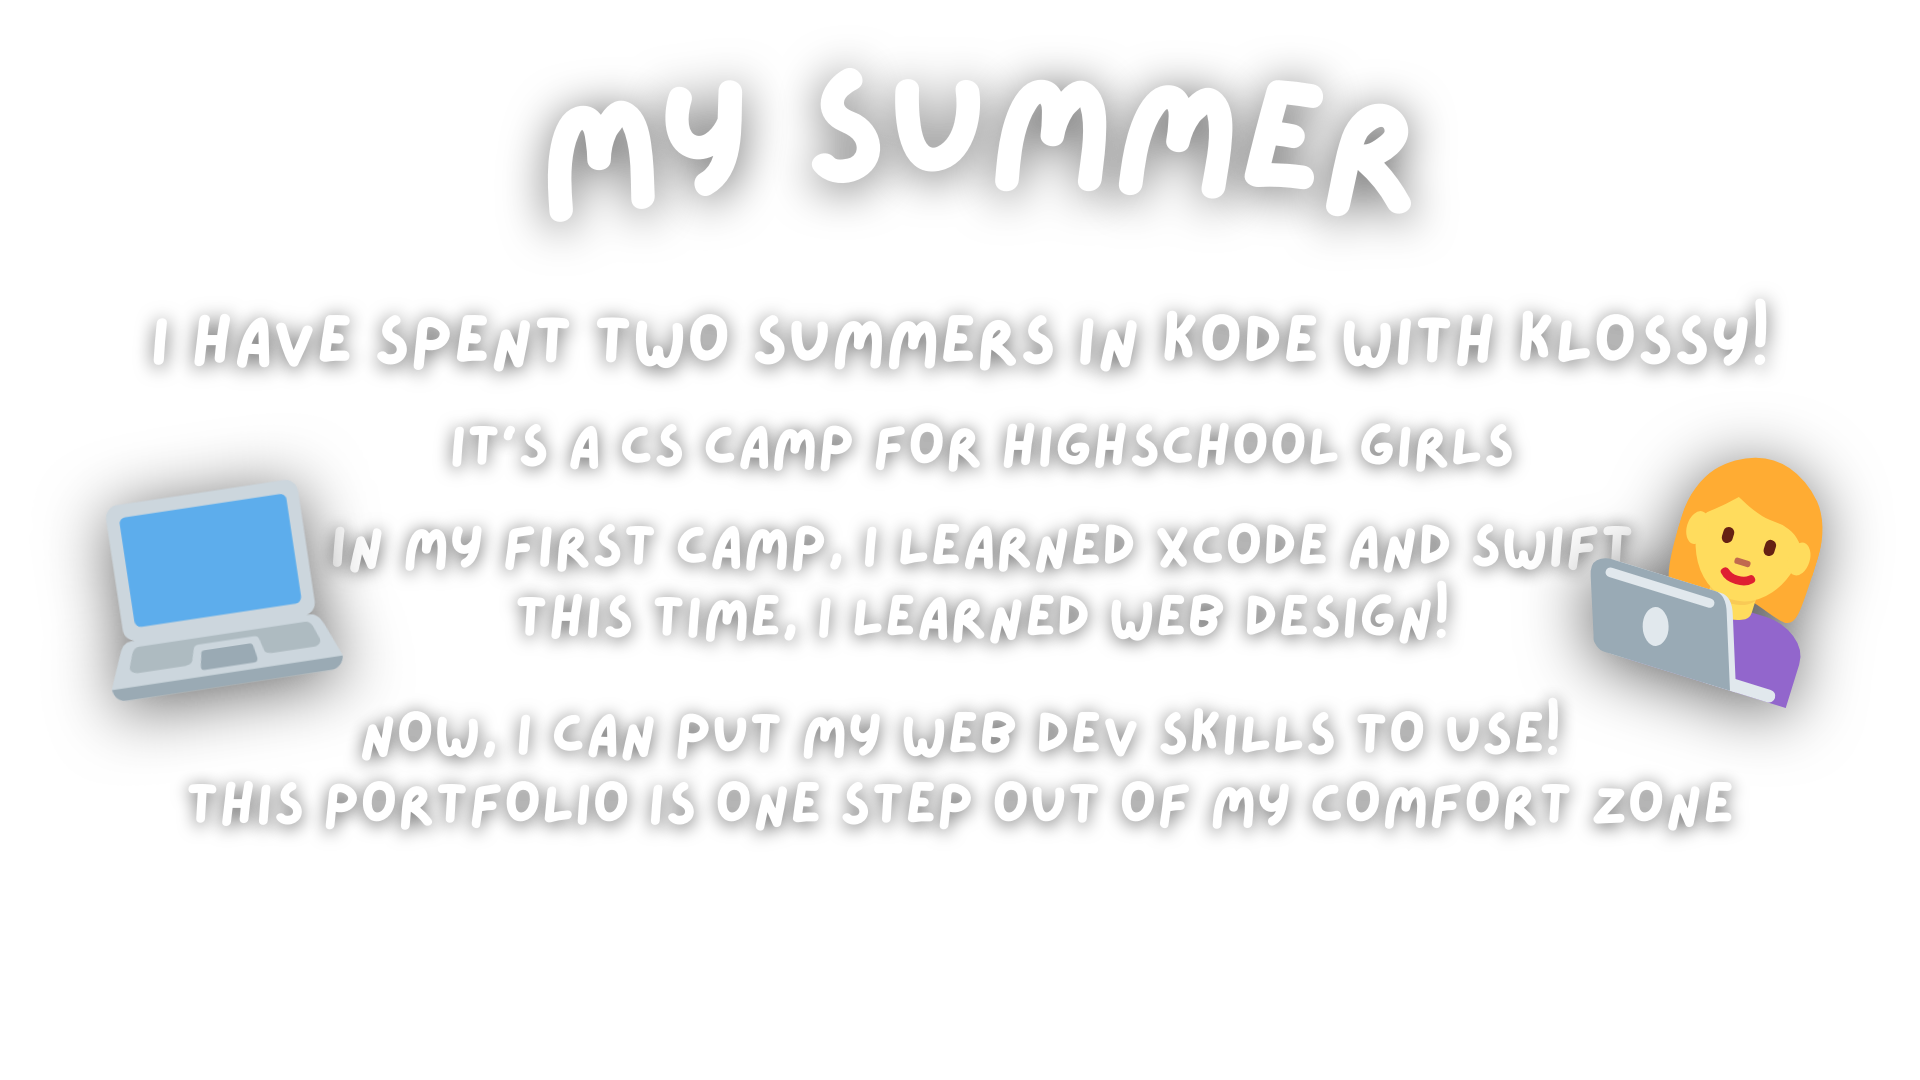 MY SUMMER
I HAVE SPENT TWO SUMMERS IN KODE WITH KLOSSY!
IT'S A CS CAMP FOR HIGHSCHOOL GIRLS
IN MY FIRST CAMP, I LEARNED XCODE AND SWIFT
THIS TIME, I LEARNED WEB DESIGN!
NOW, I CAN PUT MY WEB DEV SKILLS TO USE!
THIS PORTFOLIO IS ONE STEP OUT OF MY COMFORT ZONE